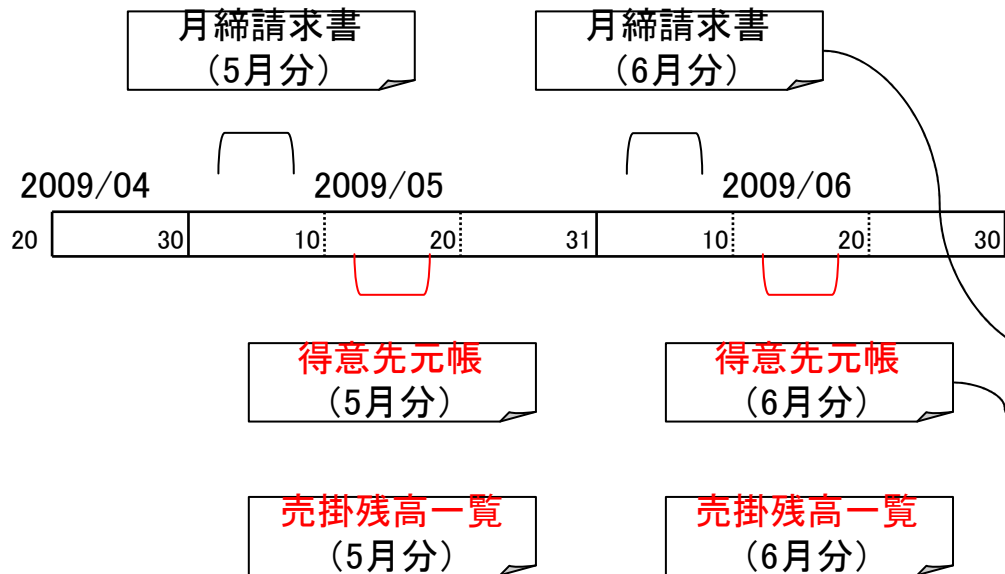 月締請求書
（5月分）
月締請求書
（6月分）
2009/04
2009/05
2009/06
20
30
10
20
31
10
20
30
得意先元帳
（5月分）
得意先元帳
（6月分）
売掛残高一覧
（5月分）
売掛残高一覧
（6月分）